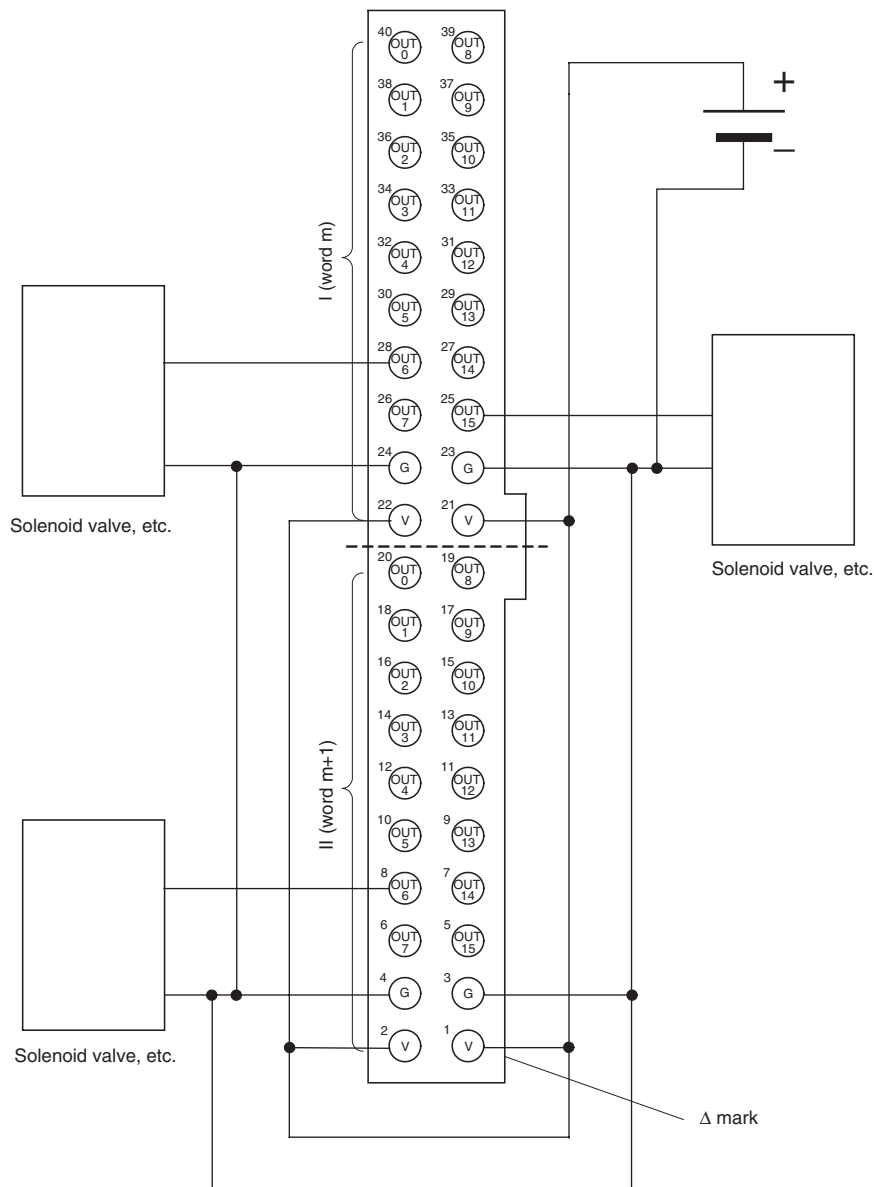 40 OUT 0 39 OUT 8
38 OUT 1 37 OUT 9
36 OUT 2 35 OUT 10
34 OUT 3 33 OUT 11
32 OUT 4 31 OUT 12
30 OUT 5 29 OUT 13
28 OUT 6 27 OUT 14
26 OUT 7 25 OUT 15
24 G 23 G
22 V 21 V
I (word m)
+
−
Solenoid valve, etc.
Solenoid valve, etc.
20 OUT 0 19 OUT 8
18 OUT 1 17 OUT 9
16 OUT 2 15 OUT 10
14 OUT 3 13 OUT 11
12 OUT 4 11 OUT 12
10 OUT 5 9 OUT 13
8 OUT 6 7 OUT 14
6 OUT 7 5 OUT 15
4 G 3 G
2 V 1 V
II (word m+1)
Solenoid valve, etc.
Δ mark